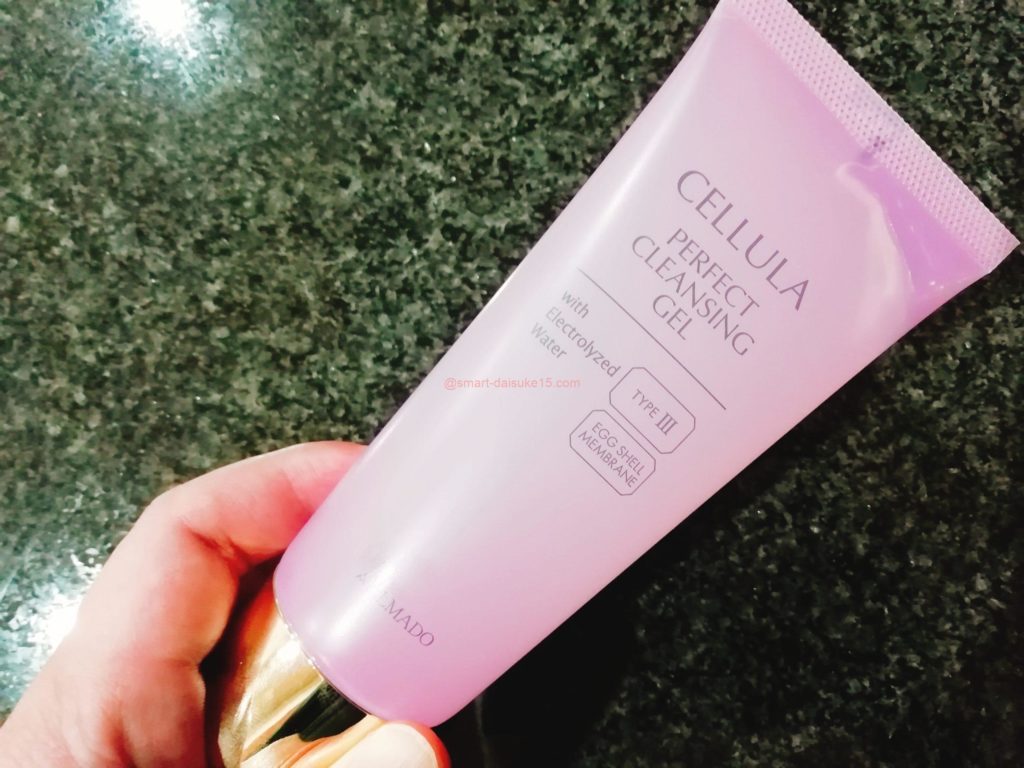 CELLULA
PERFECT
CLEANSING
GEL
with
Electrolyzed
Water
TYPE III
EGG SHELL
MEMBRANE
@smart-daisuke15.com